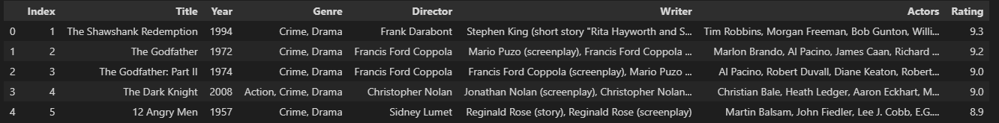 Index Title Year Genre Director Writer Actors Rating
0 1 The Shawshank Redemption 1994 Crime, Drama Frank Darabont Stephen King (short story "Rita Hayworth and S... Tim Robbins, Morgan Freeman, Bob Gunton, Willi... 9.3
1 2 The Godfather 1972 Crime, Drama Francis Ford Coppola Mario Puzo (screenplay), Francis Ford Coppola ... Marlon Brando, Al Pacino, James Caan, Richard ... 9.2
2 3 The Godfather: Part II 1974 Crime, Drama Francis Ford Coppola Francis Ford Coppola (screenplay), Mario Puzo ... Al Pacino, Robert Duvall, Diane Keaton, Robert... 9.0
3 4 The Dark Knight 2008 Action, Crime, Drama Christopher Nolan Jonathan Nolan (screenplay), Christopher Nolan... Christian Bale, Heath Ledger, Aaron Eckhart, M... 9.0
4 5 12 Angry Men 1957 Crime, Drama Sidney Lumet Reginald Rose (story), Reginald Rose (screenplay) Martin Balsam, John Fiedler, Lee J. Cobb, E.G.... 8.9